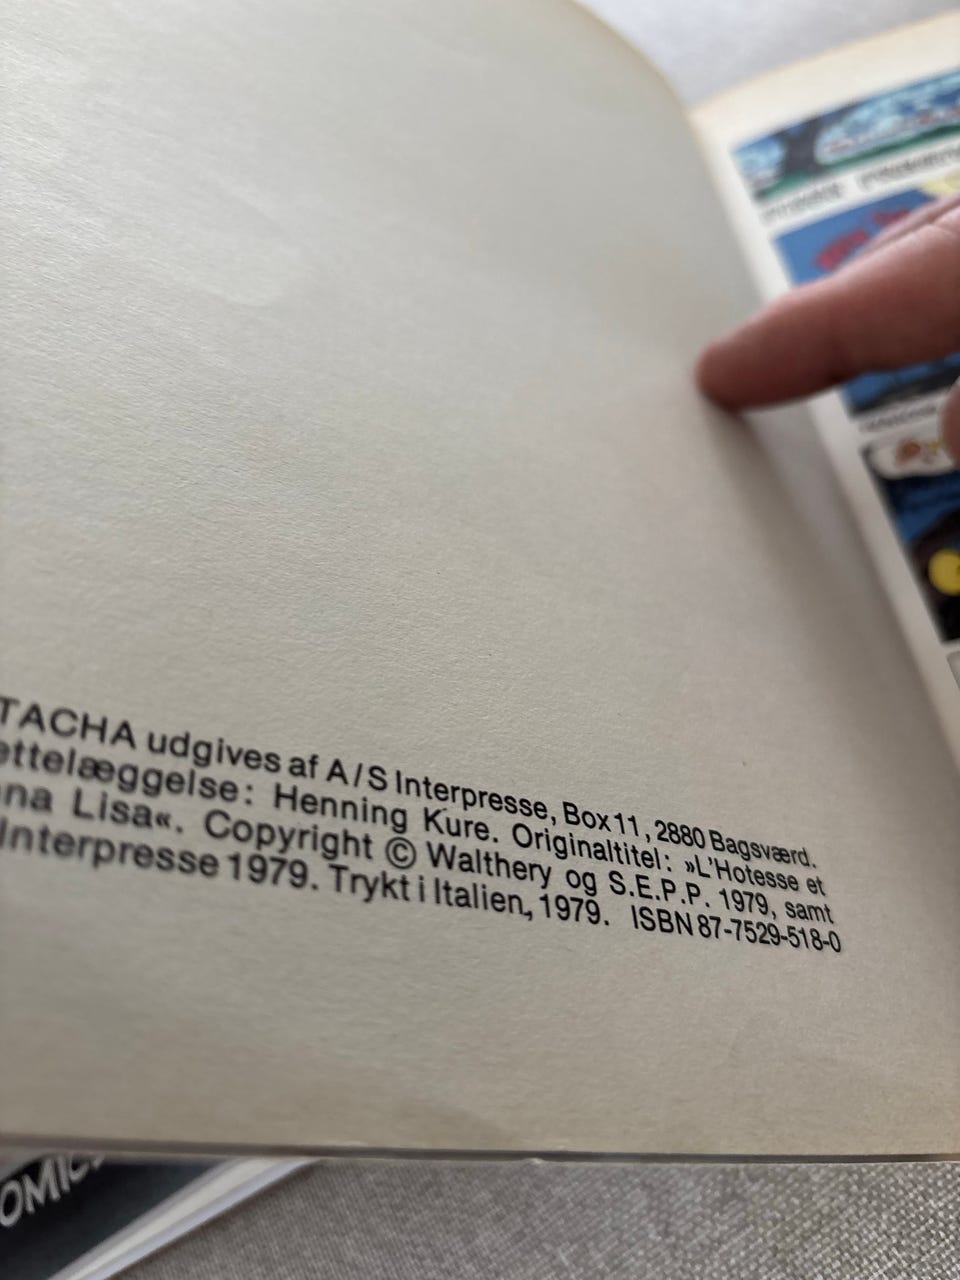 TACHA udgives af A/S Interpresse, Box 11, 2880 Bagsværd.
ettelæggelse: Henning Kure. Originaltitel: »L'Hotesse et
na Lisa«. Copyright © Walthery og S.E.P.P. 1979, samt
Interpresse 1979. Trykt i Italien, 1979. ISBN 87-7529-518-0
OMIC